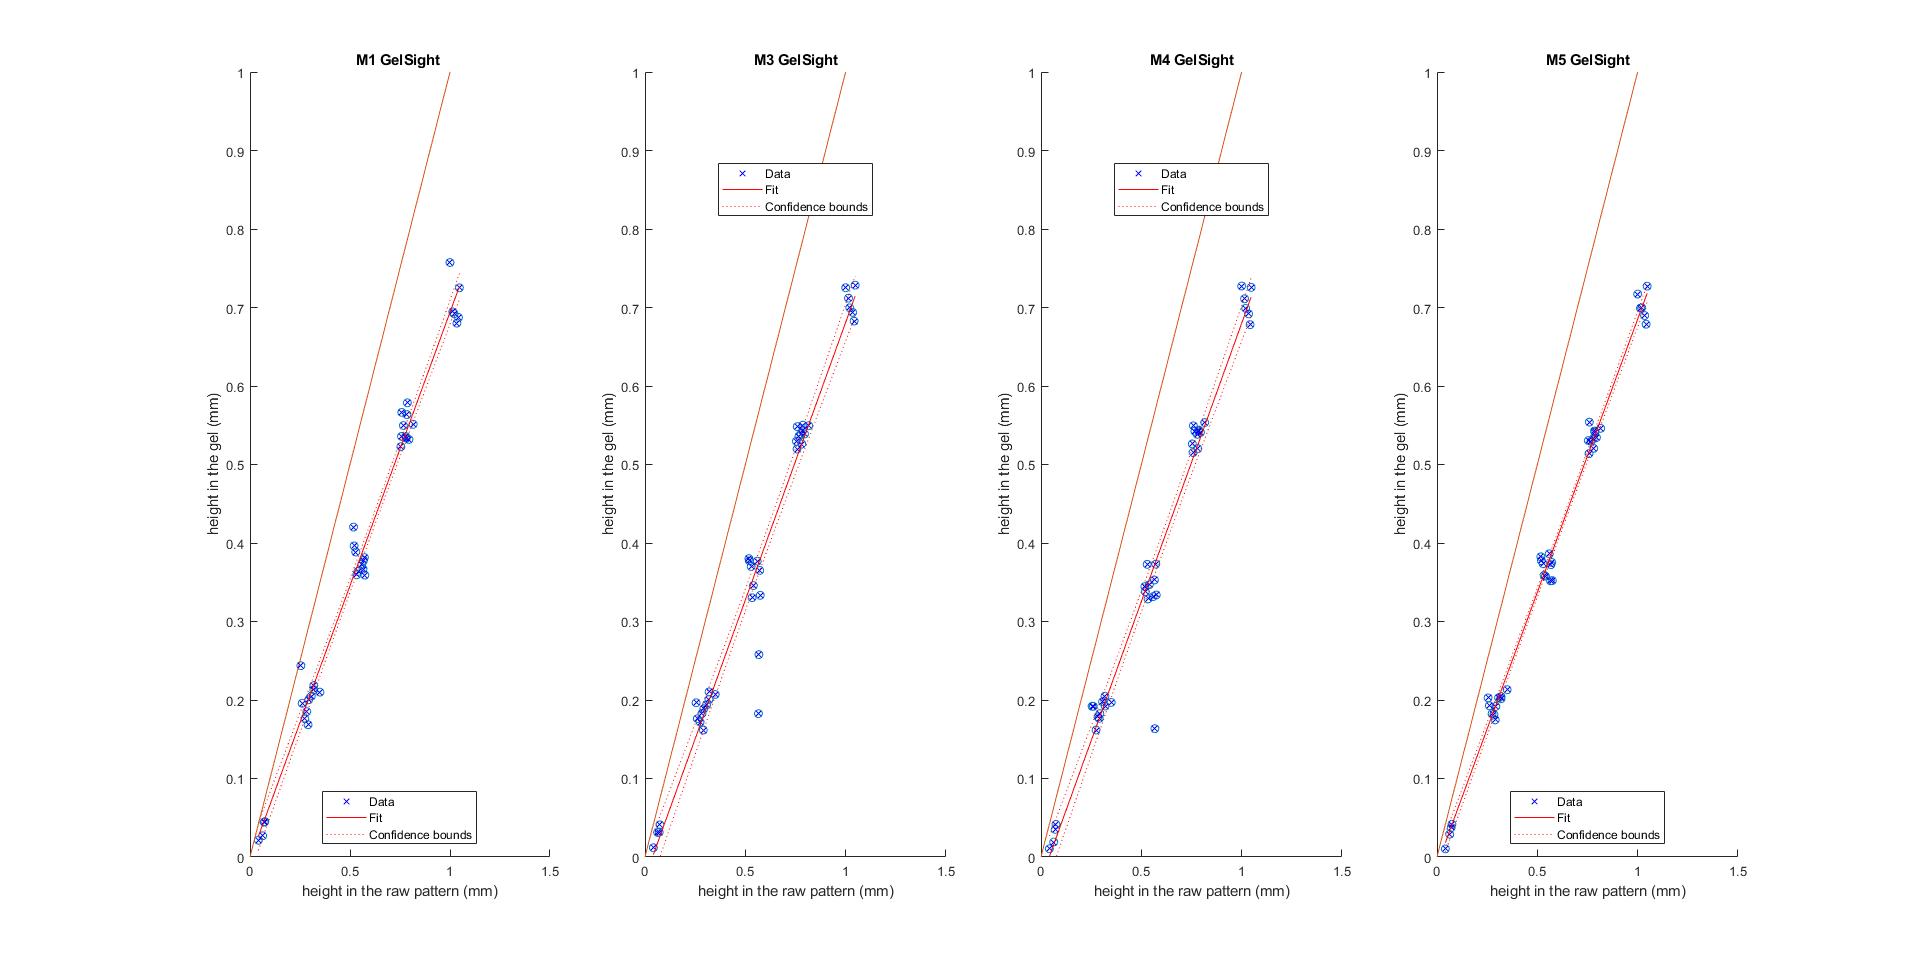 M1 GelSight
1
0.9
0.8
0.7
0.6
0.5
0.4
0.3
0.2
0.1
0
height in the gel (mm)
Data
Fit
Confidence bounds
0
0.5
1
1.5
height in the raw pattern (mm)
M3 GelSight
1
0.9
0.8
0.7
0.6
0.5
0.4
0.3
0.2
0.1
0
height in the gel (mm)
Data
Fit
Confidence bounds
0
0.5
1
1.5
height in the raw pattern (mm)
M4 GelSight
1
0.9
0.8
0.7
0.6
0.5
0.4
0.3
0.2
0.1
0
height in the gel (mm)
Data
Fit
Confidence bounds
0
0.5
1
1.5
height in the raw pattern (mm)
M5 GelSight
1
0.9
0.8
0.7
0.6
0.5
0.4
0.3
0.2
0.1
0
height in the gel (mm)
Data
Fit
Confidence bounds
0
0.5
1
1.5
height in the raw pattern (mm)